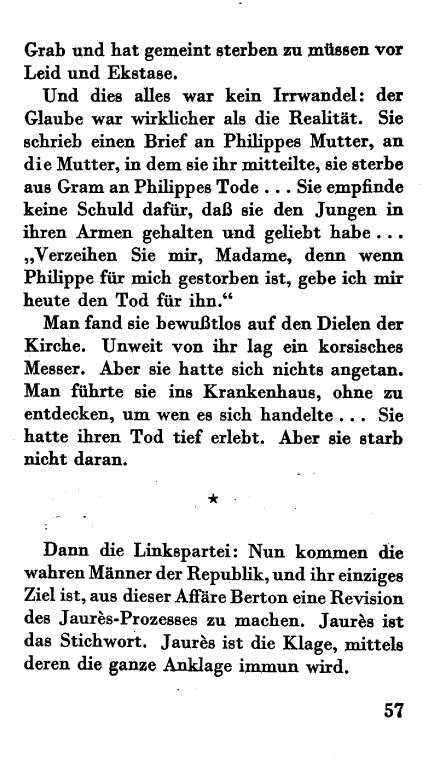 Grab und hat gemeint sterben zu müssen vor
Leid und Ekstase.
Und dies alles war kein Irrwandel: der
Glaube war wirklicher als die Realität. Sie
schrieb einen Brief an Philippes Mutter, an
die Mutter, in dem sie ihr mitteilte, sie sterbe
aus Gram an Philippes Tode . . . Sie empfinde
keine Schuld dafür, daß sie den Jungen in
ihren Armen gehalten und geliebt habe . . .
„Verzeihen Sie mir, Madame, denn wenn
Philippe für mich gestorben ist, gebe ich mir
heute den Tod für ihn.“
Man fand sie bewußtlos auf den Dielen der
Kirche. Unweit von ihr lag ein korsisches
Messer. Aber sie hatte sich nichts angetan.
Man führte sie ins Krankenhaus, ohne zu
entdecken, um wen es sich handelte . . . Sie
hatte ihren Tod tief erlebt. Aber sie starb
nicht daran.
★
Dann die Linkspartei: Nun kommen die
wahren Männer der Republik, und ihr einziges
Ziel ist, aus dieser Affäre Berton eine Revision
des Jaurès-Prozesses zu machen. Jaurès ist
das Stichwort. Jaurès ist die Klage, mittels
deren die ganze Anklage immun wird.
57